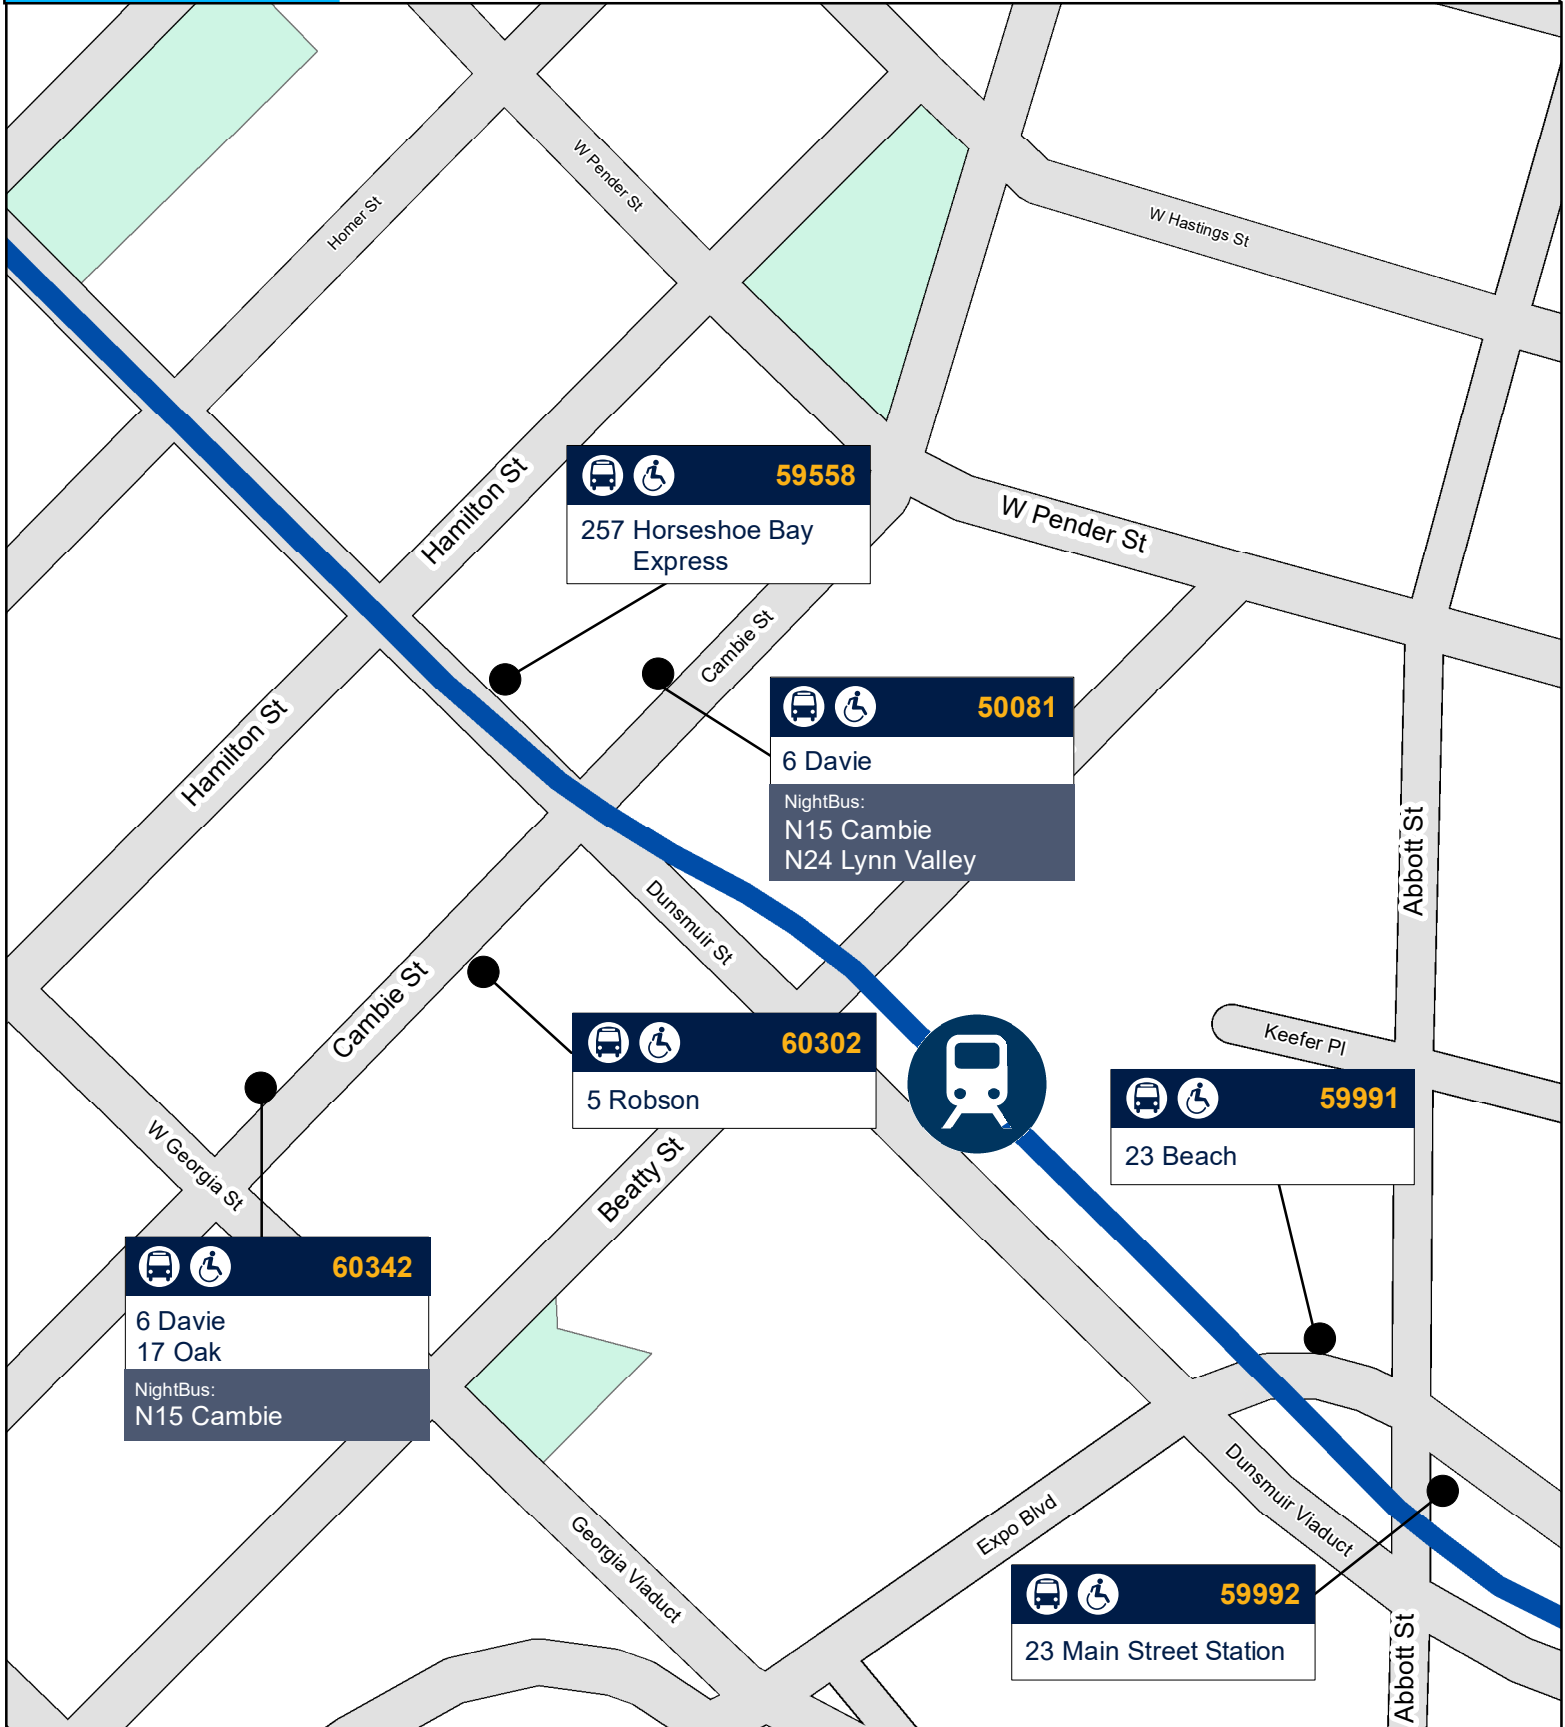 W Pender St
Homer St
W Hastings St
Hamilton St
59558
257 Horseshoe Bay
Express
W Pender St
Cambie St
50081
6 Davie
NightBus:
N15 Cambie
N24 Lynn Valley
Hamilton St
Abbott St
Dunsmuir St
Cambie St
60302
5 Robson
Keefer Pl
59991
23 Beach
W Georgia St
Beatty St
60342
6 Davie
17 Oak
NightBus:
N15 Cambie
Georgia Viaduct
Expo Blvd
Dunsmuir Viaduct
59992
23 Main Street Station
Abbott St